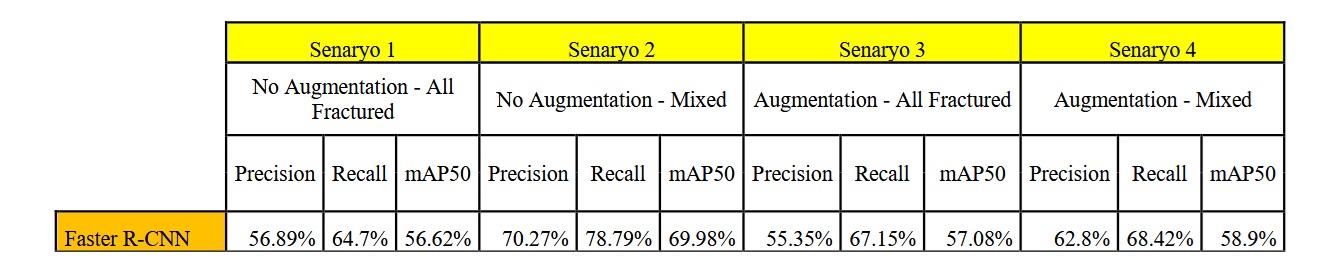 Senaryo 1 Senaryo 2 Senaryo 3 Senaryo 4
No Augmentation - All
Fractured
No Augmentation - Mixed
Augmentation - All Fractured
Augmentation - Mixed
Precision Recall mAP50 Precision Recall mAP50 Precision Recall mAP50 Precision Recall mAP50
Faster R-CNN 56.89% 64.7% 56.62% 70.27% 78.79% 69.98% 55.35% 67.15% 57.08% 62.8% 68.42% 58.9%